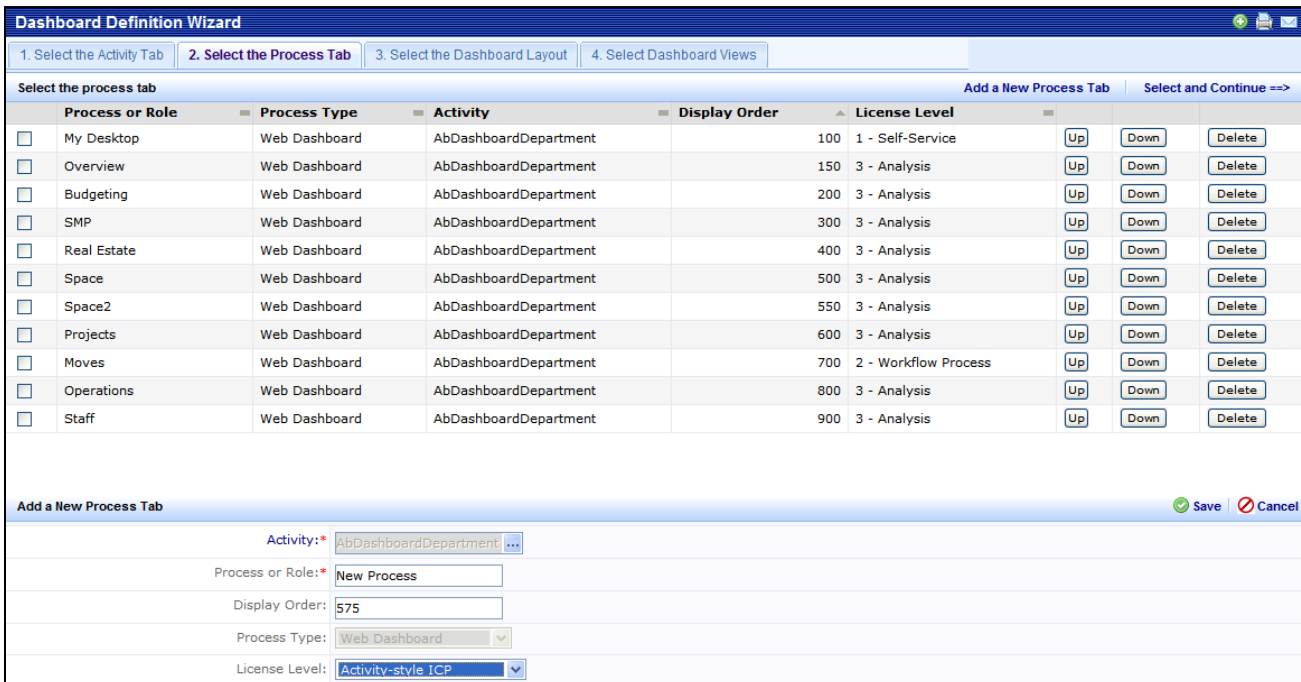 Dashboard Definition Wizard
1. Select the Activity Tab 2. Select the Process Tab 3. Select the Dashboard Layout 4. Select Dashboard Views
Select the process tab Add a New Process Tab Select and Continue ==>
Process or Role Process Type Activity Display Order License Level
My Desktop Web Dashboard AbDashboardDepartment 100 1 - Self-Service Up Down Delete
Overview Web Dashboard AbDashboardDepartment 150 3 - Analysis Up Down Delete
Budgeting Web Dashboard AbDashboardDepartment 200 3 - Analysis Up Down Delete
SMP Web Dashboard AbDashboardDepartment 300 3 - Analysis Up Down Delete
Real Estate Web Dashboard AbDashboardDepartment 400 3 - Analysis Up Down Delete
Space Web Dashboard AbDashboardDepartment 500 3 - Analysis Up Down Delete
Space2 Web Dashboard AbDashboardDepartment 550 3 - Analysis Up Down Delete
Projects Web Dashboard AbDashboardDepartment 600 3 - Analysis Up Down Delete
Moves Web Dashboard AbDashboardDepartment 700 2 - Workflow Process Up Down Delete
Operations Web Dashboard AbDashboardDepartment 800 3 - Analysis Up Down Delete
Staff Web Dashboard AbDashboardDepartment 900 3 - Analysis Up Down Delete
Add a New Process Tab Save Cancel
Activity:* AbDashboardDepartment ...
Process or Role:* New Process
Display Order: 575
Process Type: Web Dashboard
License Level: Activity-style ICP